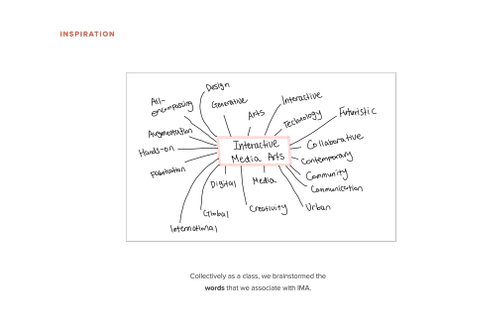 INSPIRATION
Design
All-
encompassing
Generative
Interactive
Arts
Technology
Futuristic
Augmentation
Hands-on
Interactive
Media Arts
Collaborative
Contemporary
Fabrication
Community
Digital
Media
Communication
Global
Creativity
Urban
International
Collectively as a class, we brainstormed the
words that we associate with IMA.